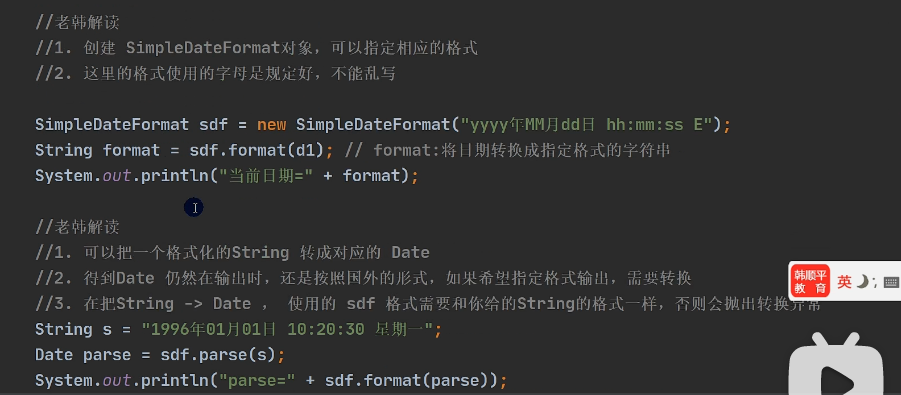 //老韩解读
//1. 创建 SimpleDateFormat对象，可以指定相应的格式
//2. 这里的格式使用的字母是规定好，不能乱写
SimpleDateFormat sdf = new SimpleDateFormat("yyyy年MM月dd日 hh:mm:ss E");
String format = sdf.format(d1); // format:将日期转换成指定格式的字符串
System.out.println("当前日期=" + format);
//老韩解读
//1. 可以把一个格式化的String 转成对应的 Date
//2. 得到Date 仍然在输出时，还是按照国外的形式，如果希望指定格式输出，需要转换
//3. 在把String -> Date ， 使用的 sdf 格式需要和你给的String的格式一样，否则会抛出转换异常
String s = "1996年01月01日 10:20:30 星期一";
Date parse = sdf.parse(s);
System.out.println("parse=" + sdf.format(parse));
韩顺平
教 育
英